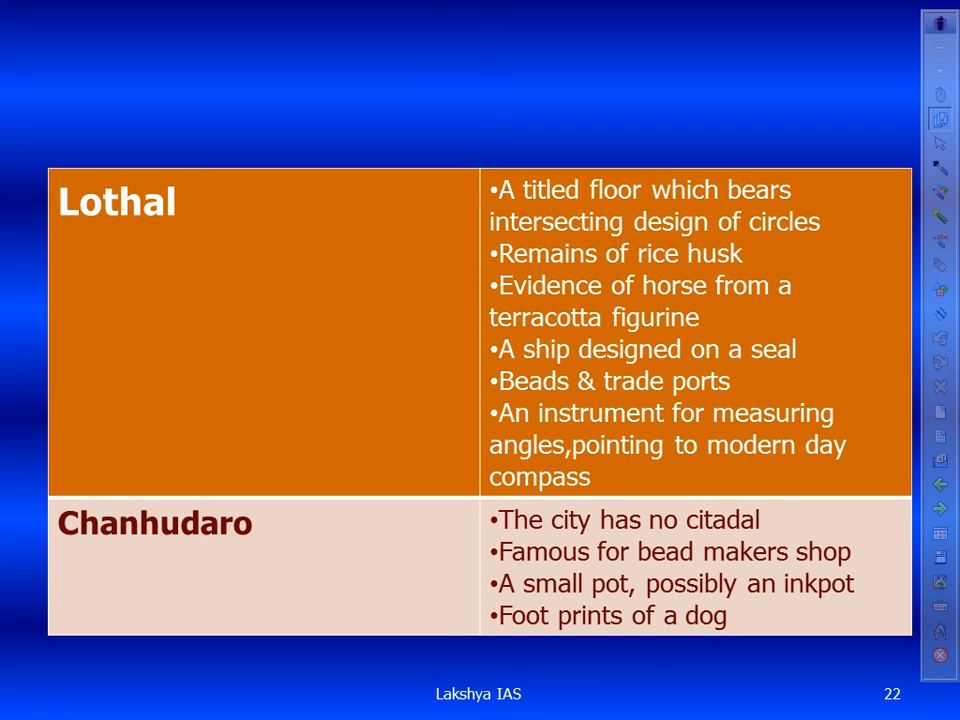 Lothal
•A titled floor which bears
intersecting design of circles
•Remains of rice husk
•Evidence of horse from a
terracotta figurine
•A ship designed on a seal
•Beads & trade ports
•An instrument for measuring
angles,pointing to modern day
compass
Chanhudaro
•The city has no citadal
•Famous for bead makers shop
•A small pot, possibly an inkpot
•Foot prints of a dog
Lakshya IAS
22